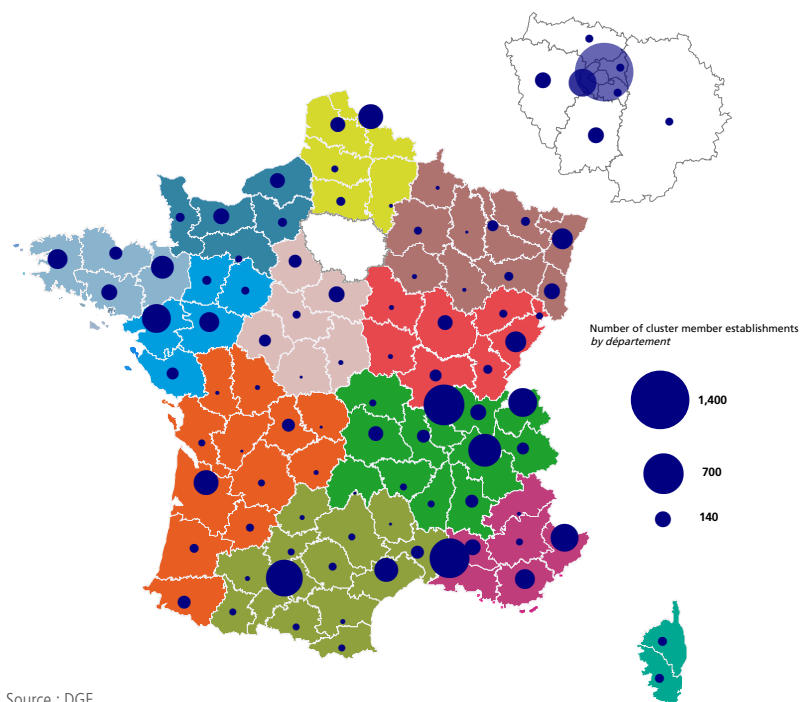 Number of cluster member establishments
by département
1,400
700
140
Source : DGE